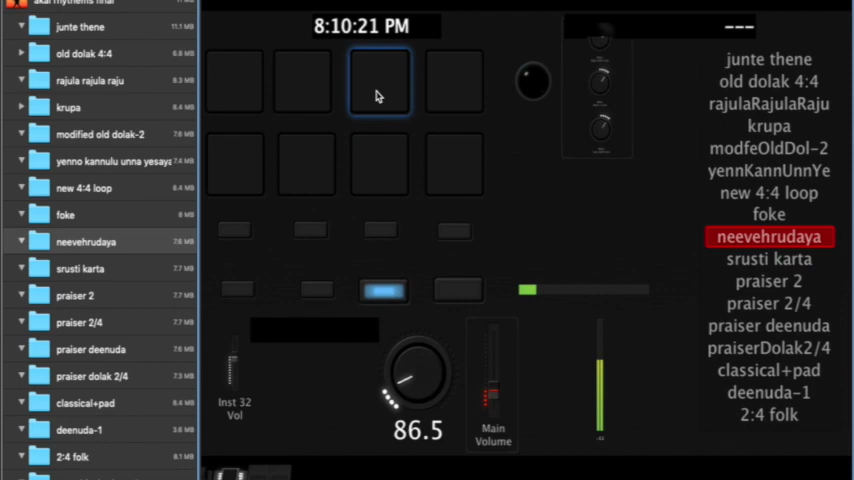 akai rhythems final
junte thene 11.1 MB
old dolak 4:4 6.8 MB
rajula rajula raju 8.3 MB
krupa 8.4 MB
modified old dolak-2 7.6 MB
yenno kannulu unna yesaya 7.4 MB
new 4:4 loop 8.4 MB
foke 8 MB
neevehrudaya 7.6 MB
srusti karta 7.7 MB
praiser 2 7.7 MB
praiser 2/4 7.7 MB
praiser deenuda 7.6 MB
praiser dolak 2/4 7.3 MB
classical+pad 8.4 MB
deenuda-1 3.8 MB
2:4 folk 8.1 MB
8:10:21 PM
---
Inst 32
Vol
86.5
Main
Volume
junte thene
old dolak 4:4
rajulaRajulaRaju
krupa
modfeOldDol-2
yennKannUnnYe
new 4:4 loop
foke
neevehrudaya
srusti karta
praiser 2
praiser 2/4
praiser deenuda
praiserDolak2/4
classical+pad
deenuda-1
2:4 folk